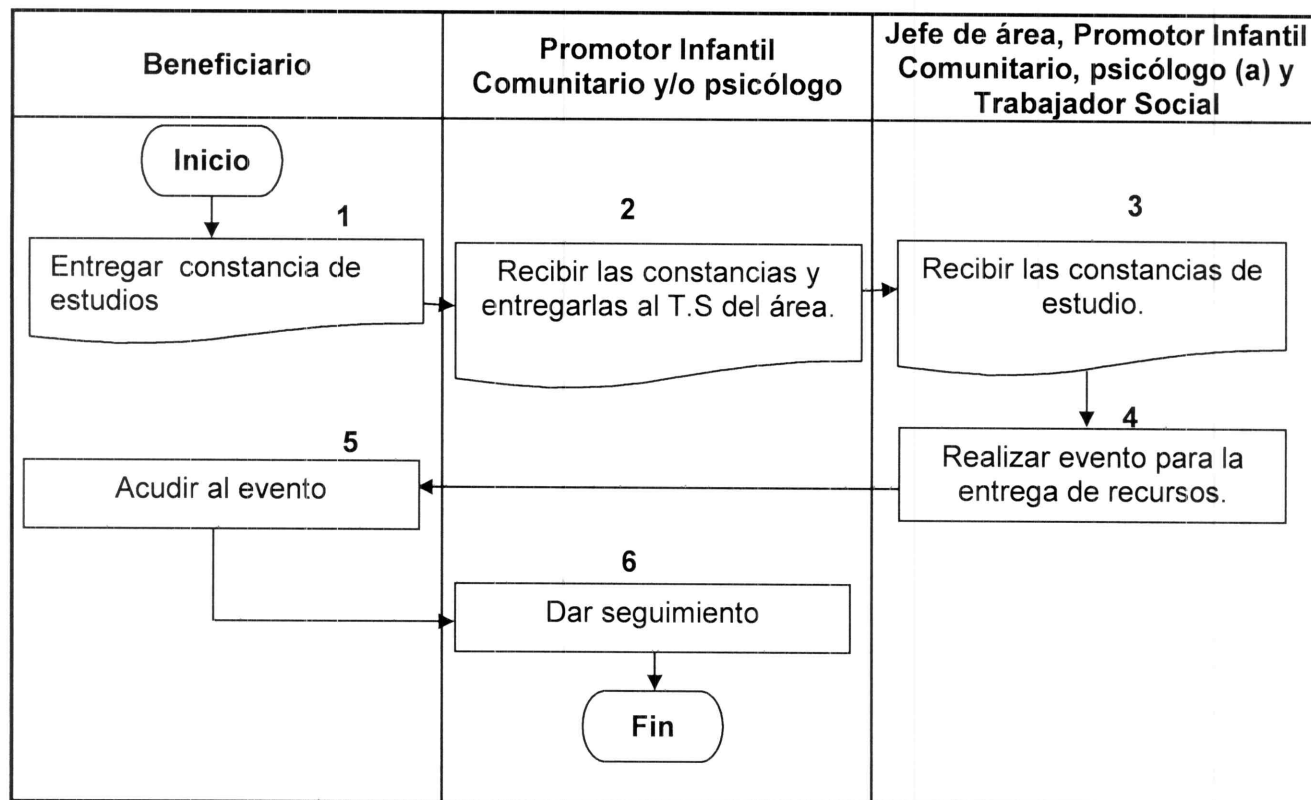 Beneficiario
Promotor Infantil
Comunitario y/o psicólogo
Jefe de área, Promotor Infantil
Comunitario, psicólogo (a) y
Trabajador Social
Inicio
1
Entregar constancia de
estudios
2
Recibir las constancias y
entregarlas al T.S del área.
3
Recibir las constancias de
estudio.
4
Realizar evento para la
entrega de recursos.
5
Acudir al evento
6
Dar seguimiento
Fin